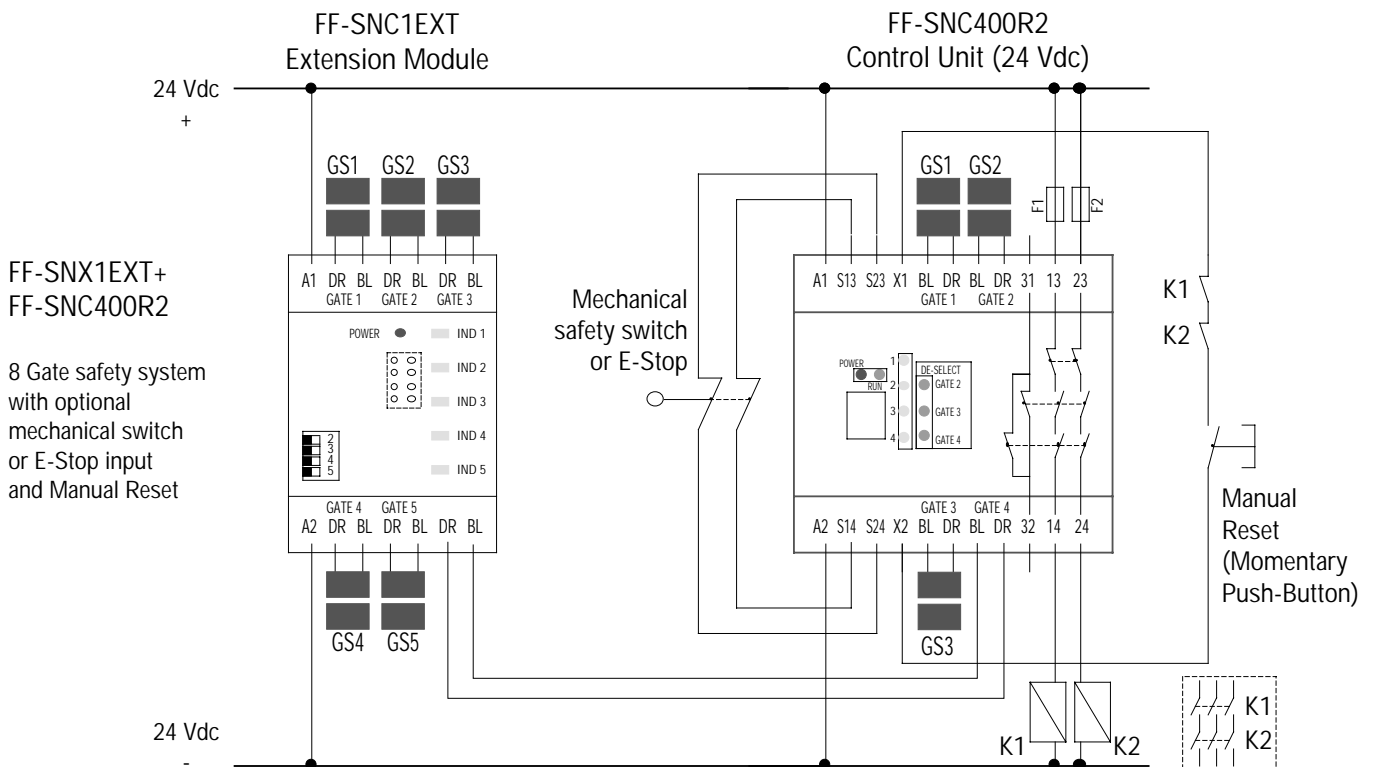 FF-SNC1EXT
Extension Module
FF-SNC400R2
Control Unit (24 Vdc)
24 Vdc
+
GS1 GS2 GS3
GS1 GS2
F1
F2
FF-SNX1EXT+
FF-SNC400R2
8 Gate safety system
with optional
mechanical switch
or E-Stop input
and Manual Reset
A1 DR BL DR BL DR BL
GATE 1 GATE 2 GATE 3
POWER
IND 1
IND 2
IND 3
IND 4
IND 5
2
3
4
5
GATE 4 GATE 5
A2 DR BL DR BL DR BL
GS4 GS5
Mechanical
safety switch
or E-Stop
A1 S13 S23 X1 BL DR BL DR 31 13 23
GATE 1 GATE 2
POWER
RUN
1
2
3
4
DE-SELECT
GATE 2
GATE 3
GATE 4
GATE 3 GATE 4
A2 S14 S24 X2 BL DR BL DR 32 14 24
GS3
K1
K2
Manual
Reset
(Momentary
Push-Button)
K1 K2
K1
K2
24 Vdc
-